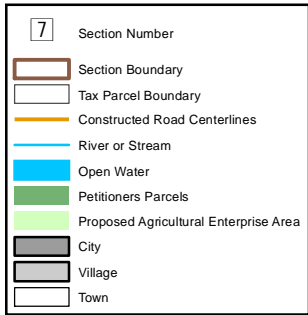 7 Section Number
Section Boundary
Tax Parcel Boundary
Constructed Road Centerlines
River or Stream
Open Water
Petitioners Parcels
Proposed Agricultural Enterprise Area
City
Village
Town